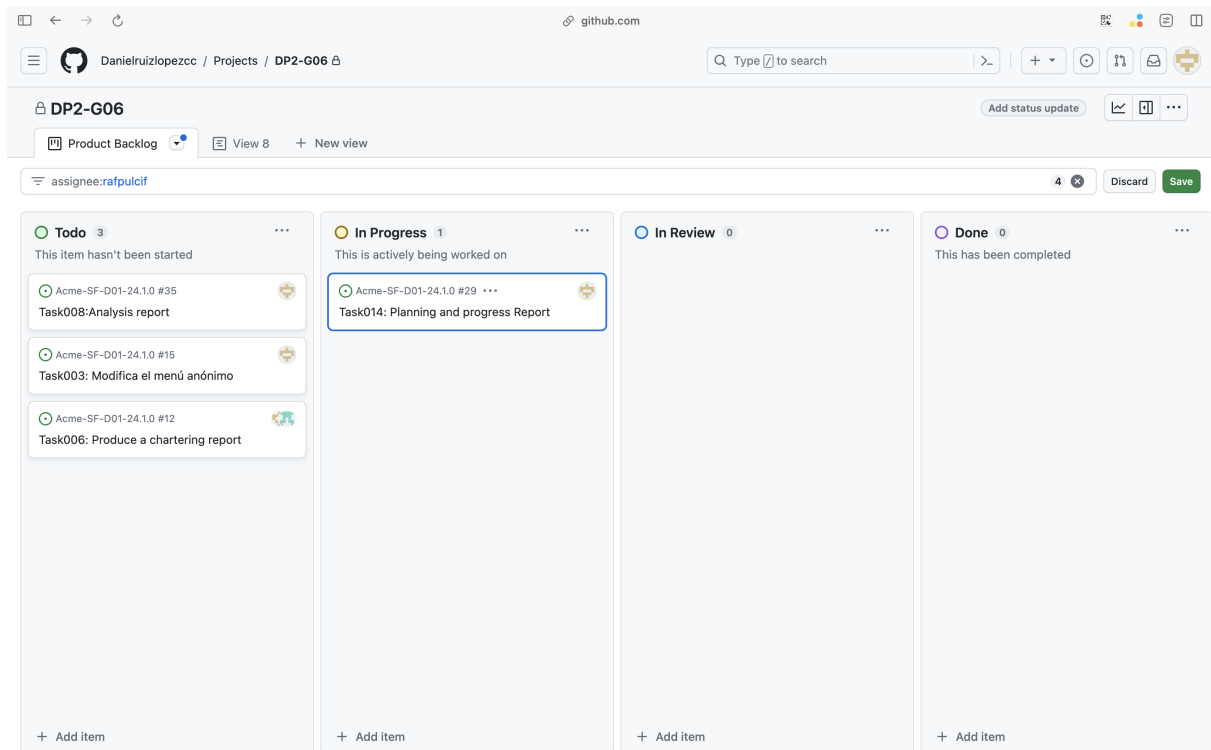 github.com
Danielruizlopezcc / Projects / DP2-G06
Type / to search
DP2-G06
Add status update
Product Backlog
View 8
New view
assignee:rafpulcif
4
Discard
Save
Todo 3
This item hasn't been started
Acme-SF-D01-24.1.0 #35
Task008:Analysis report
Acme-SF-D01-24.1.0 #15
Task003: Modifica el menú anónimo
Acme-SF-D01-24.1.0 #12
Task006: Produce a chartering report
+ Add item
In Progress 1
This is actively being worked on
Acme-SF-D01-24.1.0 #29
Task014: Planning and progress Report
+ Add item
In Review 0
+ Add item
Done 0
This has been completed
+ Add item